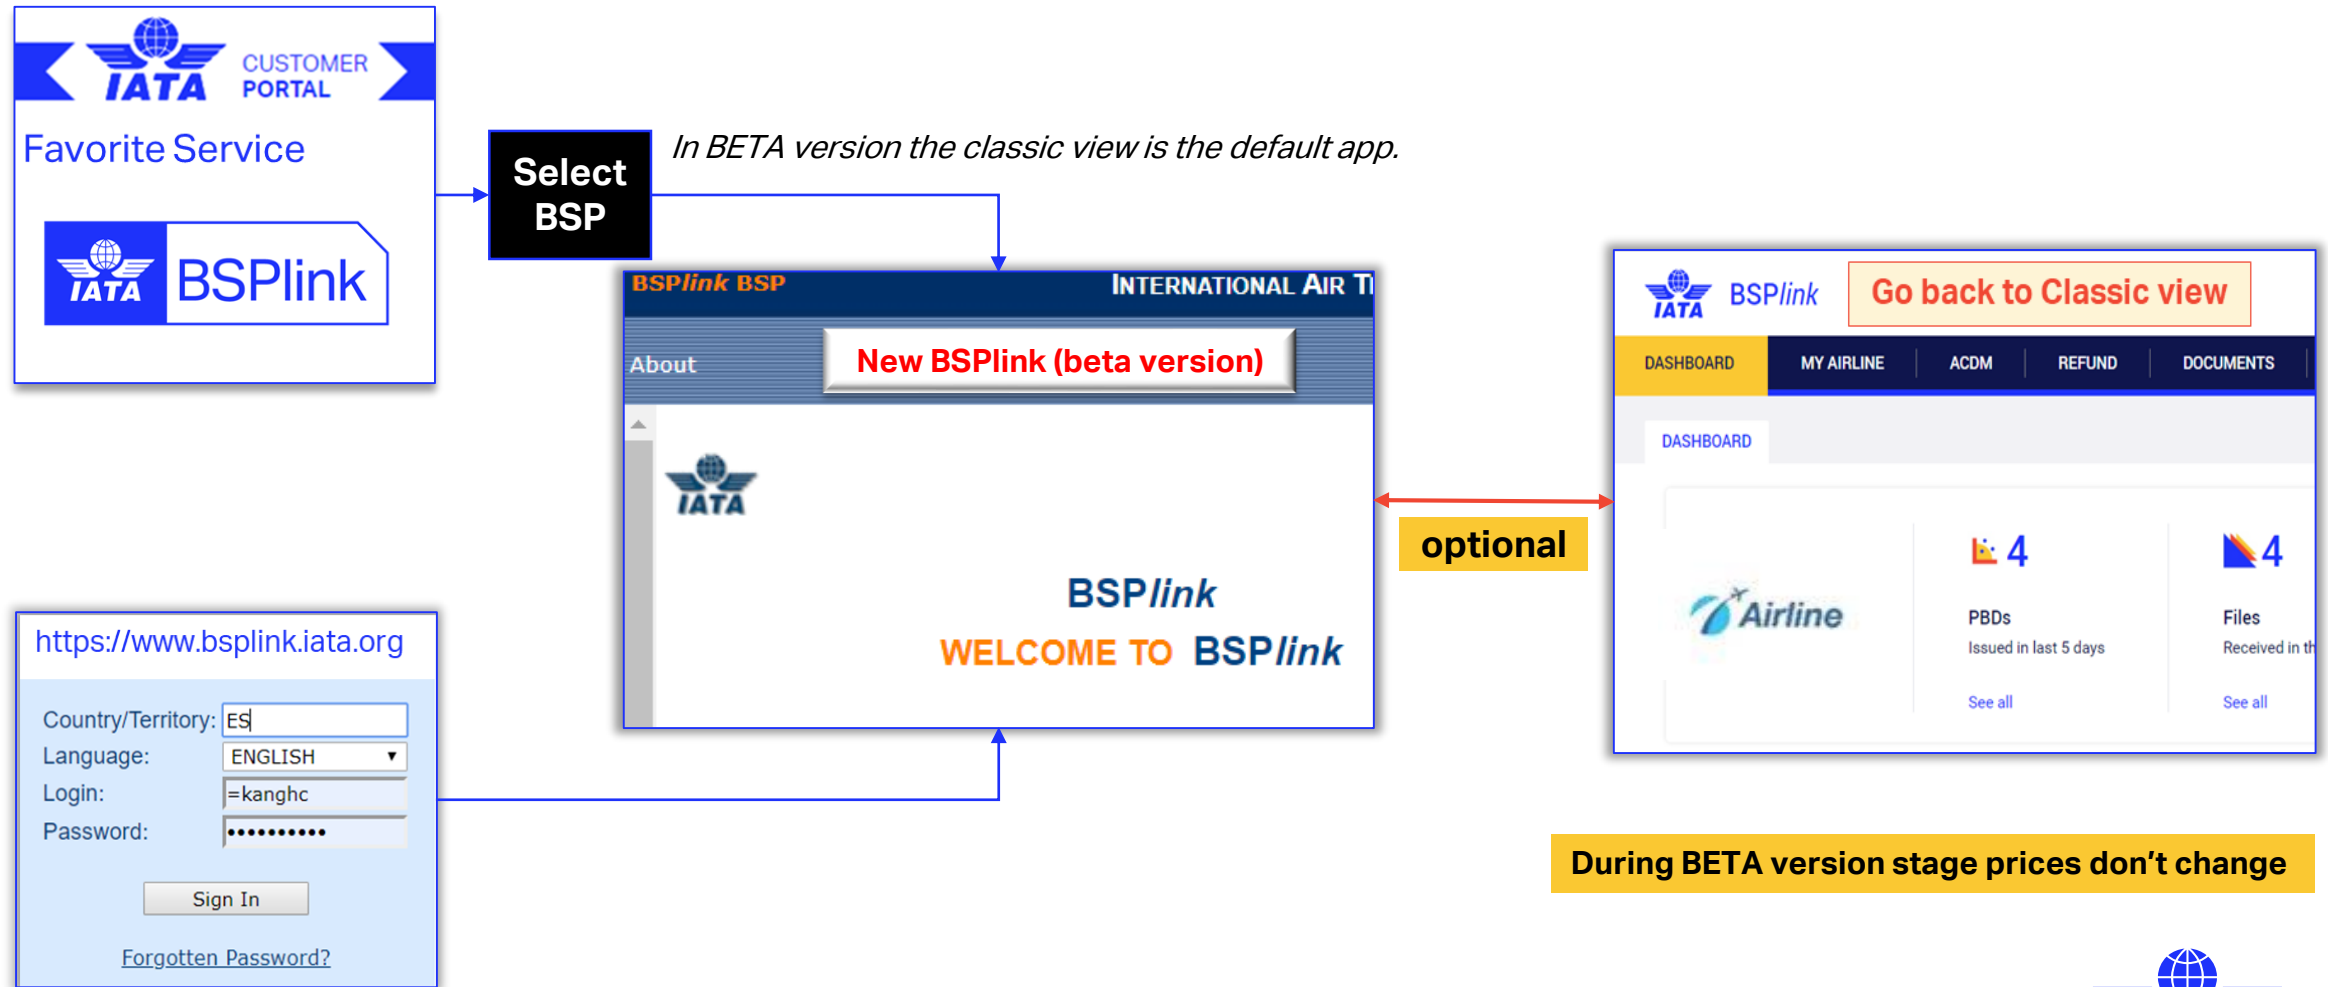 IATA
CUSTOMER
PORTAL
Favorite Service
IATA
BSPlink
Select
BSP
In BETA version the classic view is the default app.
BSPlink BSP
INTERNATIONAL AIR T
About
New BSPlink (beta version)
IATA
BSPlink
WELCOME TO BSPlink
optional
IATA
BSPlink
Go back to Classic view
DASHBOARD
MY AIRLINE
ACDM
REFUND
DOCUMENTS
DASHBOARD
Airline
4
PBDs
Issued in last 5 days
See all
4
Files
Received in th
See all
https://www.bsplink.iata.org
Country/Territory: ES
Language: ENGLISH
Login: =kanghc
Password: ••••••••••
Sign In
Forgotten Password?
During BETA version stage prices don’t change